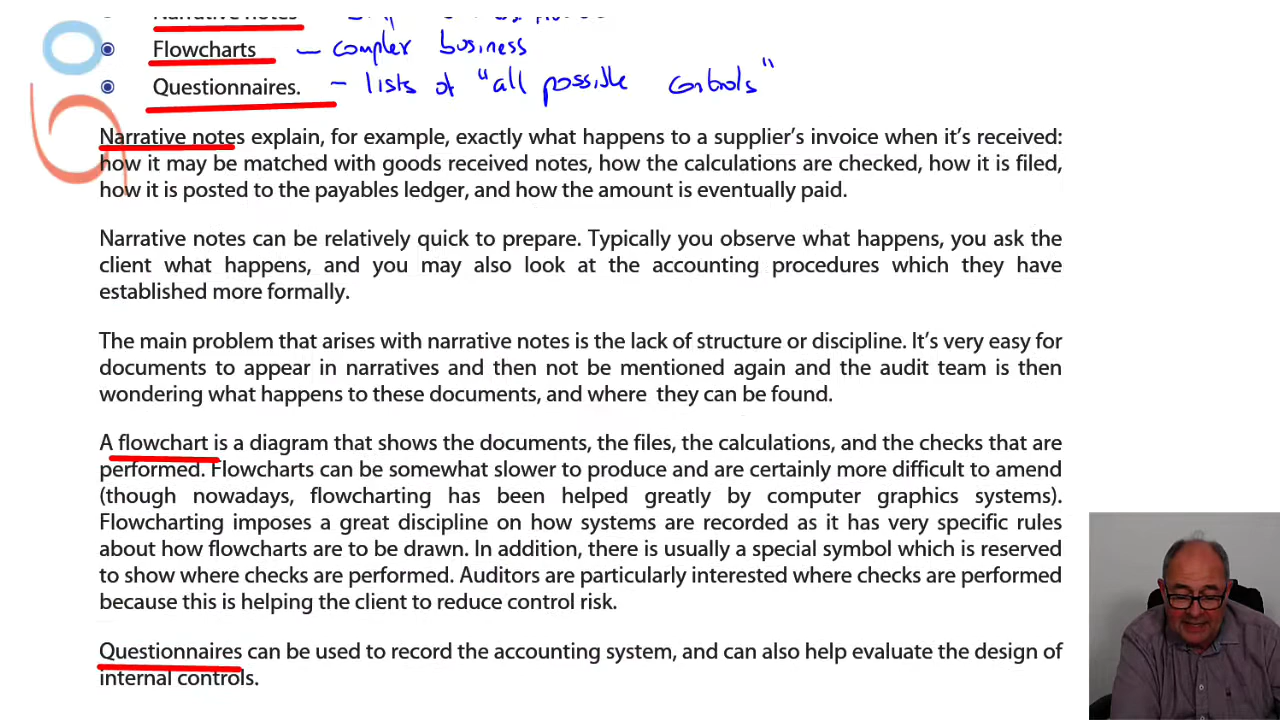 Narrative notes
Flowcharts – complex business
Questionnaires. – lists of "all possible controls"
Narrative notes explain, for example, exactly what happens to a supplier's invoice when it's received:
how it may be matched with goods received notes, how the calculations are checked, how it is filed,
how it is posted to the payables ledger, and how the amount is eventually paid.
Narrative notes can be relatively quick to prepare. Typically you observe what happens, you ask the
client what happens, and you may also look at the accounting procedures which they have
established more formally.
The main problem that arises with narrative notes is the lack of structure or discipline. It's very easy for
documents to appear in narratives and then not be mentioned again and the audit team is then
wondering what happens to these documents, and where they can be found.
A flowchart is a diagram that shows the documents, the files, the calculations, and the checks that are
performed. Flowcharts can be somewhat slower to produce and are certainly more difficult to amend
(though nowadays, flowcharting has been helped greatly by computer graphics systems).
Flowcharting imposes a great discipline on how systems are recorded as it has very specific rules
about how flowcharts are to be drawn. In addition, there is usually a special symbol which is reserved
to show where checks are performed. Auditors are particularly interested where checks are performed
because this is helping the client to reduce control risk.
Questionnaires can be used to record the accounting system, and can also help evaluate the design of
internal controls.